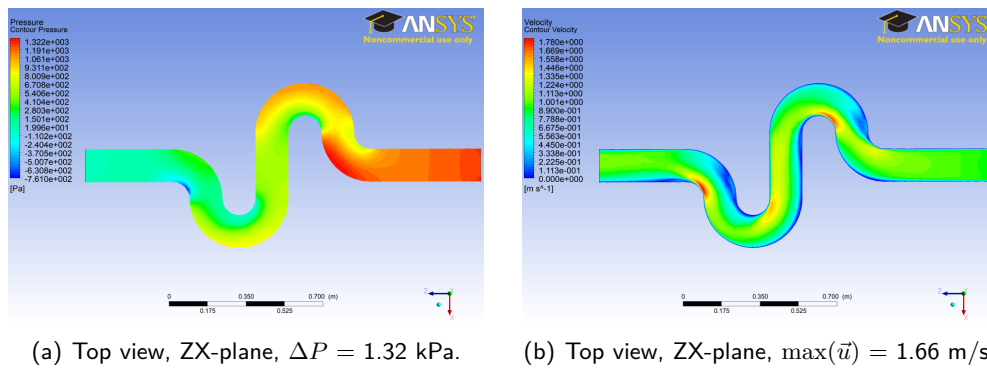 Pressure
Contour Pressure
1.322e+003
1.191e+003
1.061e+003
9.311e+002
8.009e+002
6.708e+002
5.406e+002
4.104e+002
2.803e+002
1.501e+002
1.996e-001
-1.102e+002
-2.404e+002
-3.705e+002
-5.007e+002
-6.308e+002
-7.610e+002
[Pa]
ANSYS
Noncommercial use only
0 0.350 0.700 (m)
0.175 0.525
Z
X
(a) Top view, ZX-plane, ΔP = 1.32 kPa.
Velocity
Contour Velocity
1.780e+000
1.669e+000
1.558e+000
1.446e+000
1.335e+000
1.224e+000
1.113e+000
1.001e+000
8.900e-001
7.788e-001
6.675e-001
5.563e-001
4.450e-001
3.338e-001
2.225e-001
1.113e-001
0.000e+000
[m s^-1]
ANSYS
Noncommercial use only
0 0.350 0.700 (m)
0.175 0.525
Z
X
(b) Top view, ZX-plane, max(u⃗) = 1.66 m/s